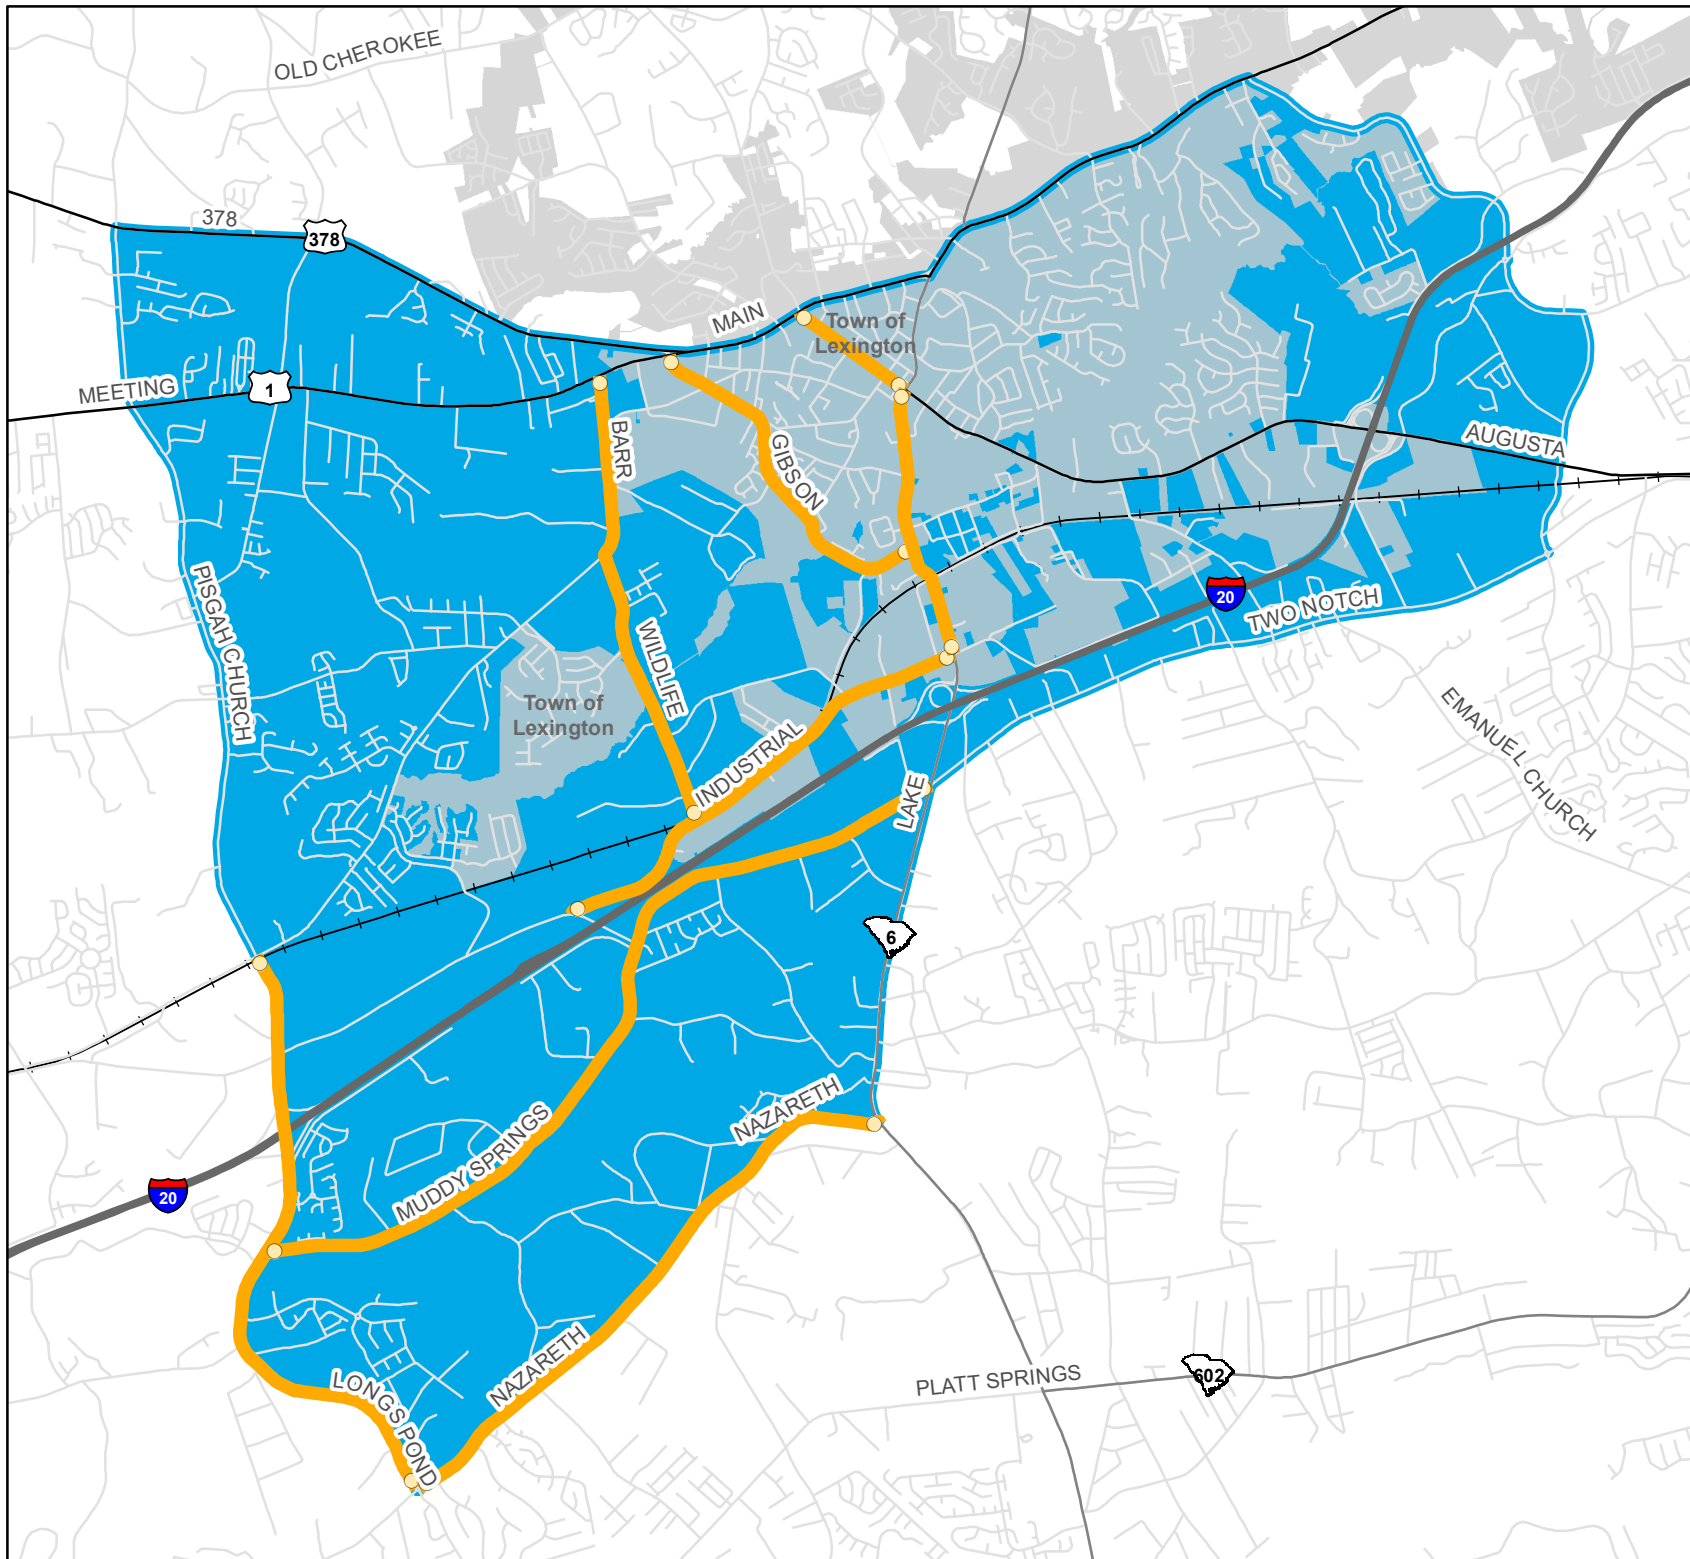 OLD CHEROKEE
378
378
MAIN
Town of
Lexington
MEETING
1
BARR
GIBSON
AUGUSTA
PISGAH CHURCH
20
TWO NOTCH
WILDLIFE
Town of
Lexington
EMANUEL CHURCH
INDUSTRIAL
LAKE
6
NAZARETH
MUDDY SPRINGS
20
NAZARETH
LONGS POND
PLATT SPRINGS
602